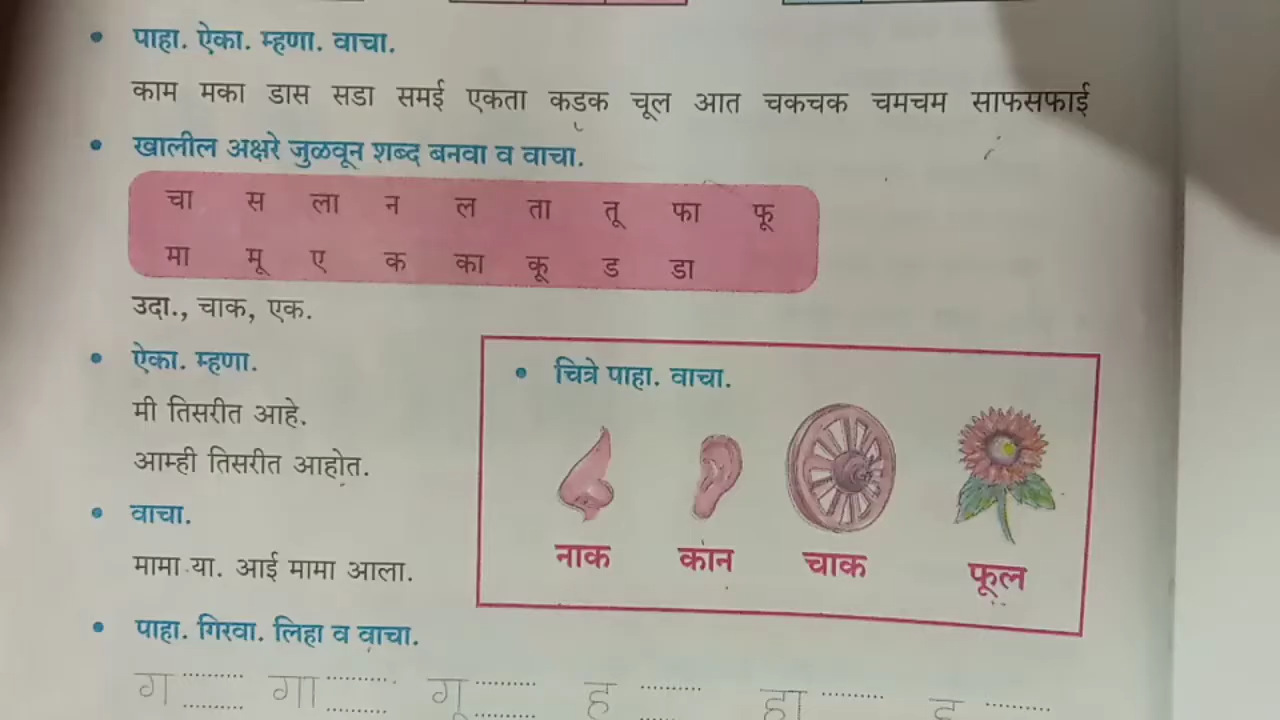 • पाहा. ऐका. म्हणा. वाचा.
काम मका डास सडा समई एकता कडक चूल आत चकचक चमचम साफसफाई
• खालील अक्षरे जुळवून शब्द बनवा व वाचा.
चा स ला न ल ता तू फा फू
मा मू ए क का कू ड डा
उदा., चाक, एक.
• ऐका. म्हणा.
मी तिसरीत आहे.
आम्ही तिसरीत आहोत.
• वाचा.
मामा या. आई मामा आला.
• चित्रे पाहा. वाचा.
नाक कान चाक फूल
• पाहा. गिरवा. लिहा व वाचा.
ग गा गू ह हा